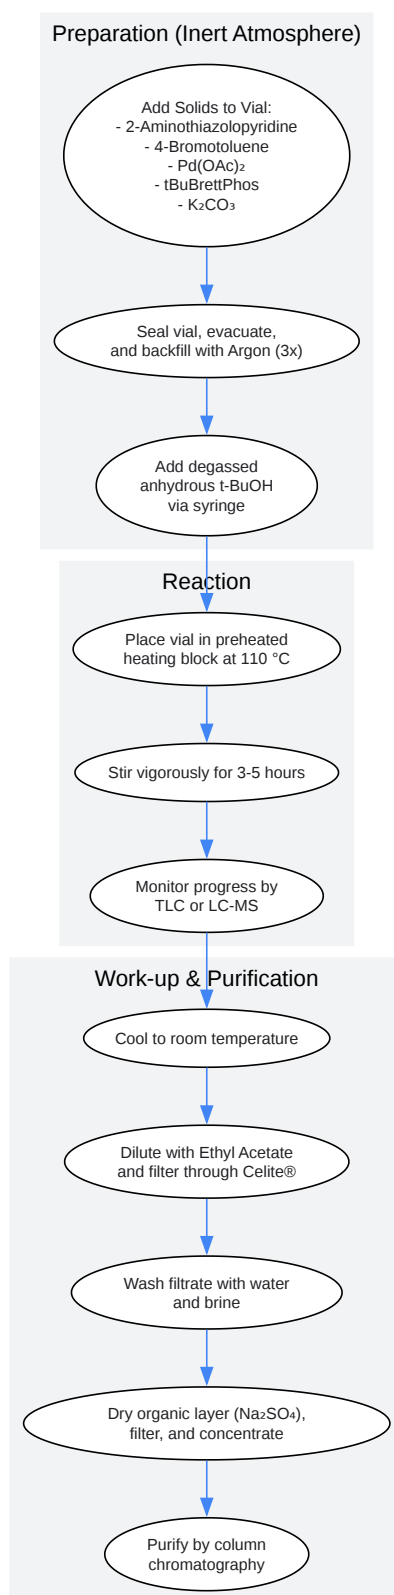 Preparation (Inert Atmosphere)
Add Solids to Vial:
- 2-Aminothiazolopyridine
- 4-Bromotoluene
- Pd(OAc)₂
- tBuBrettPhos
- K₂CO₃
Seal vial, evacuate,
and backfill with Argon (3x)
Add degassed
anhydrous t-BuOH
via syringe
Reaction
Place vial in preheated
heating block at 110 °C
Stir vigorously for 3-5 hours
Monitor progress by
TLC or LC-MS
Work-up & Purification
Cool to room temperature
Dilute with Ethyl Acetate
and filter through Celite®
Wash filtrate with water
and brine
Dry organic layer (Na₂SO₄),
filter, and concentrate
Purify by column
chromatography